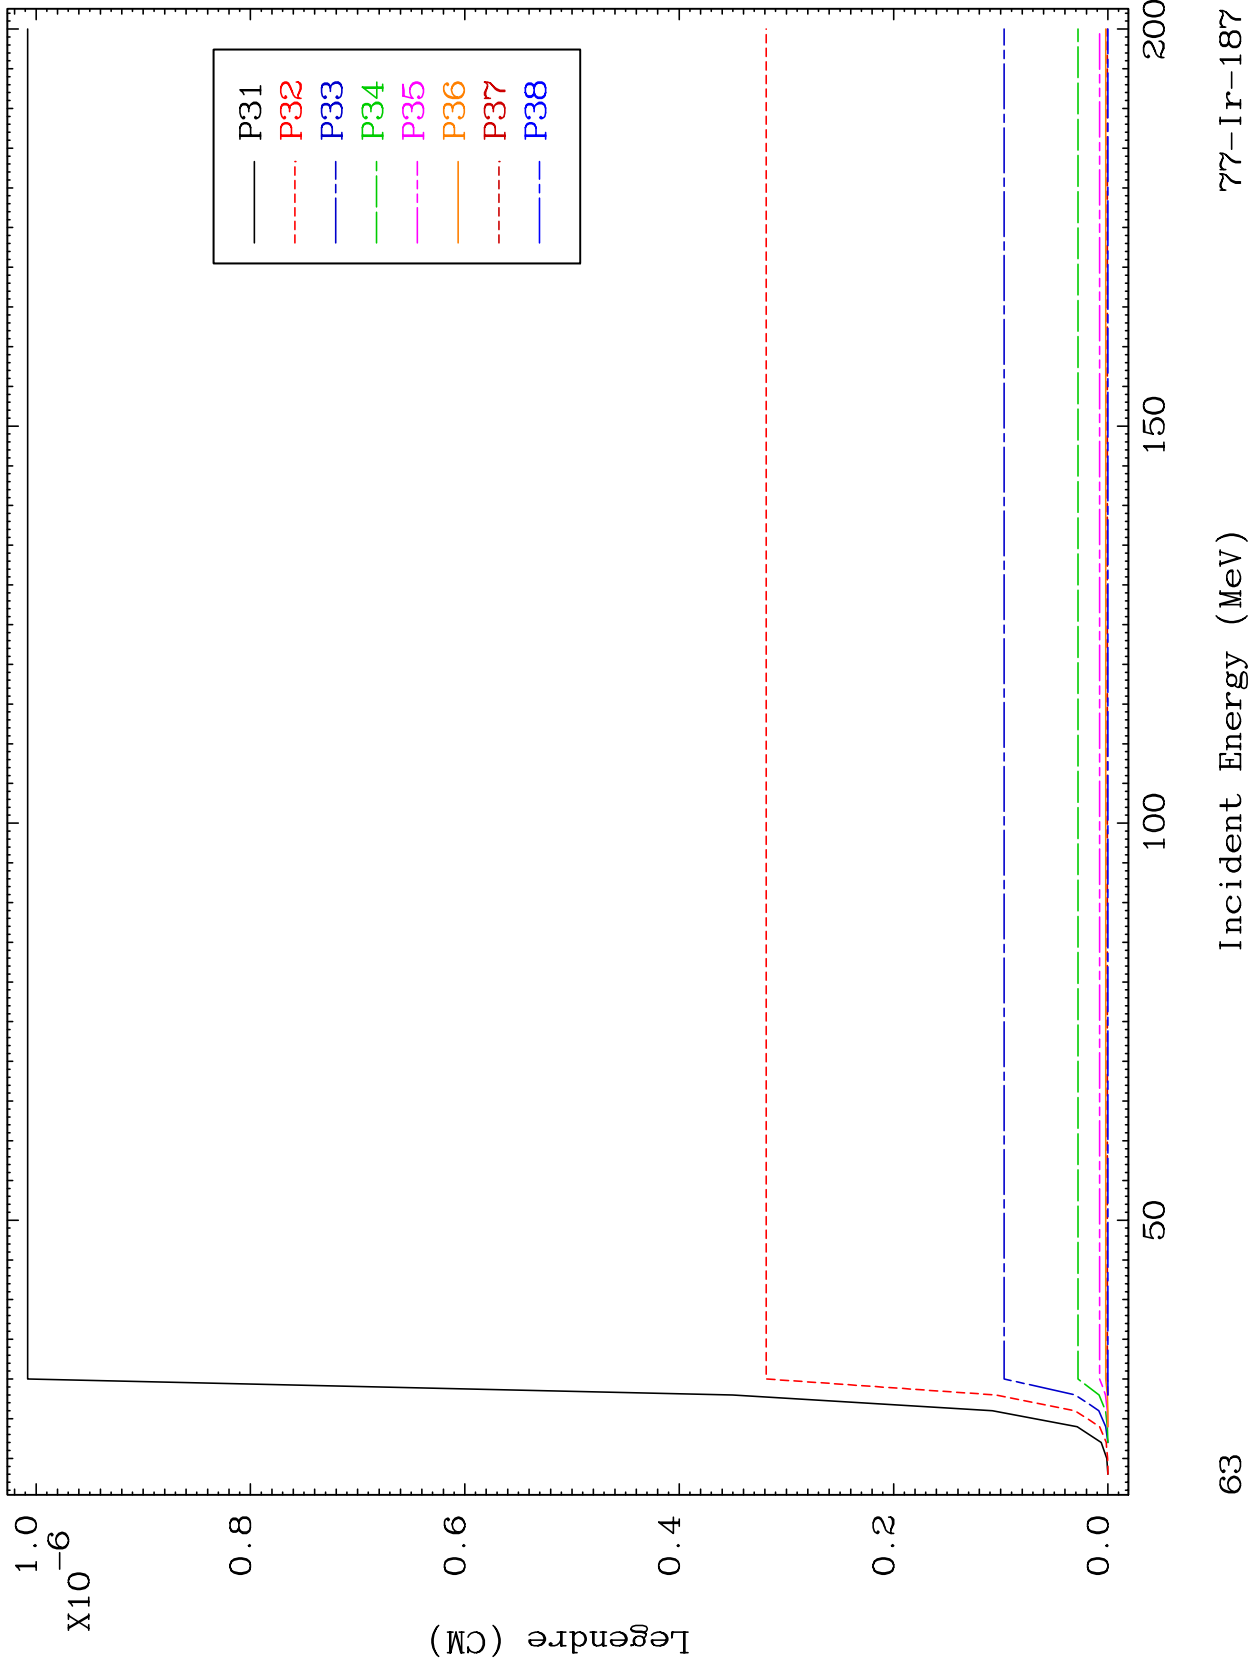 1.0
X10-6
0.8
0.6
0.4
0.2
0.0
Legendre (CM)
P31
P32
P33
P34
P35
P36
P37
P38
50
100
150
200
Incident Energy (MeV)
63
77-Ir-187